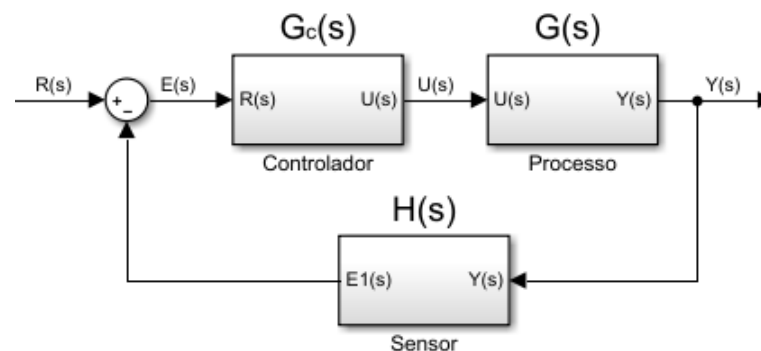 Gc(s)
G(s)
R(s)
+
−
E(s)
R(s)
U(s)
U(s)
U(s)
Y(s)
Y(s)
Controlador
Processo
H(s)
E1(s)
Y(s)
Sensor